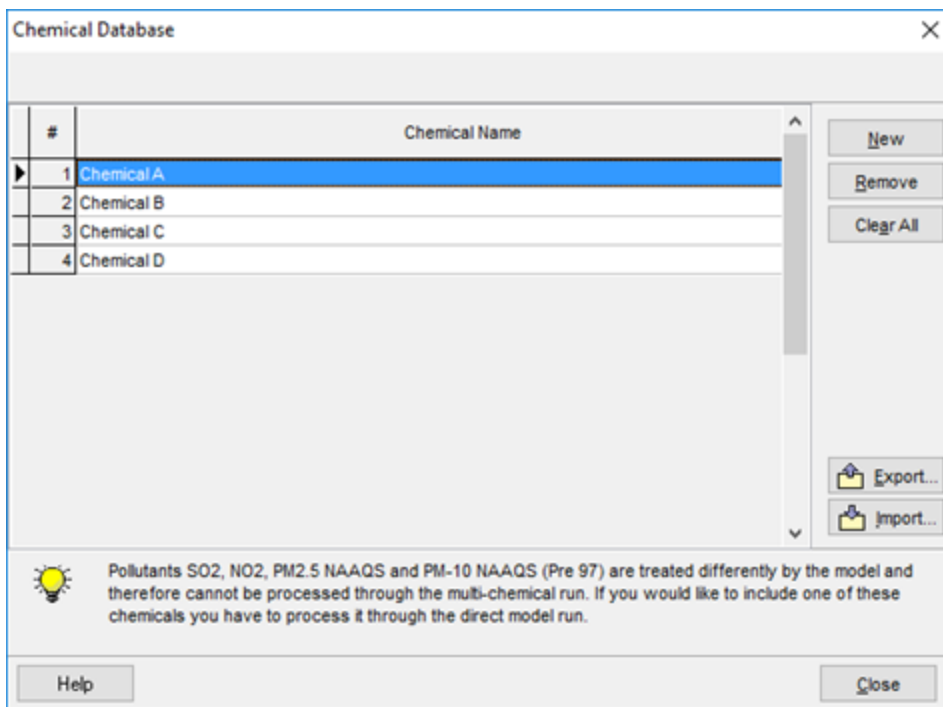 Chemical Database
# Chemical Name
New
1 Chemical A
Remove
2 Chemical B
Clear All
3 Chemical C
4 Chemical D
Export...
Import...
Pollutants SO2, NO2, PM2.5 NAAQS and PM-10 NAAQS (Pre 97) are treated differently by the model and
therefore cannot be processed through the multi-chemical run. If you would like to include one of these
chemicals you have to process it through the direct model run.
Help
Close